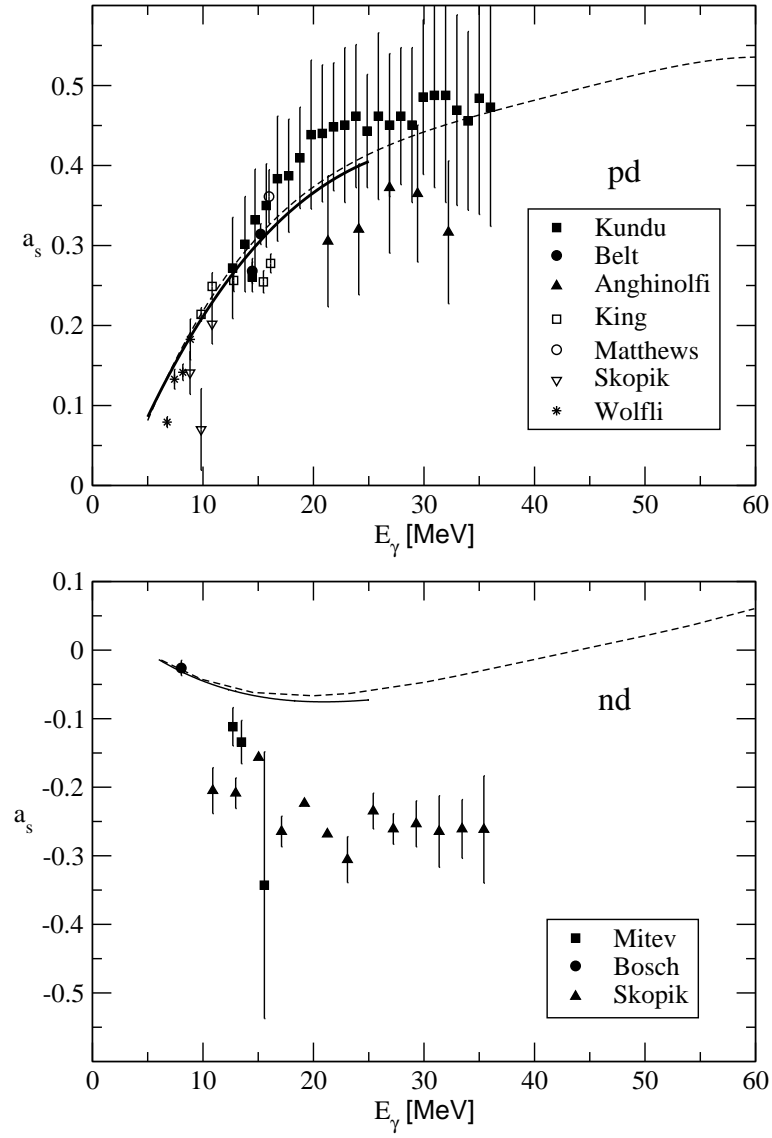 0.5
0.4
0.3
0.2
0.1
0
a_s
pd
Kundu
Belt
Anghinolfi
King
Matthews
Skopik
Wolfli
0 10 20 30 40 50 60
E_γ [MeV]
0.1
0
-0.1
-0.2
-0.3
-0.4
-0.5
a_s
nd
Mitev
Bosch
Skopik
0 10 20 30 40 50 60
E_γ [MeV]